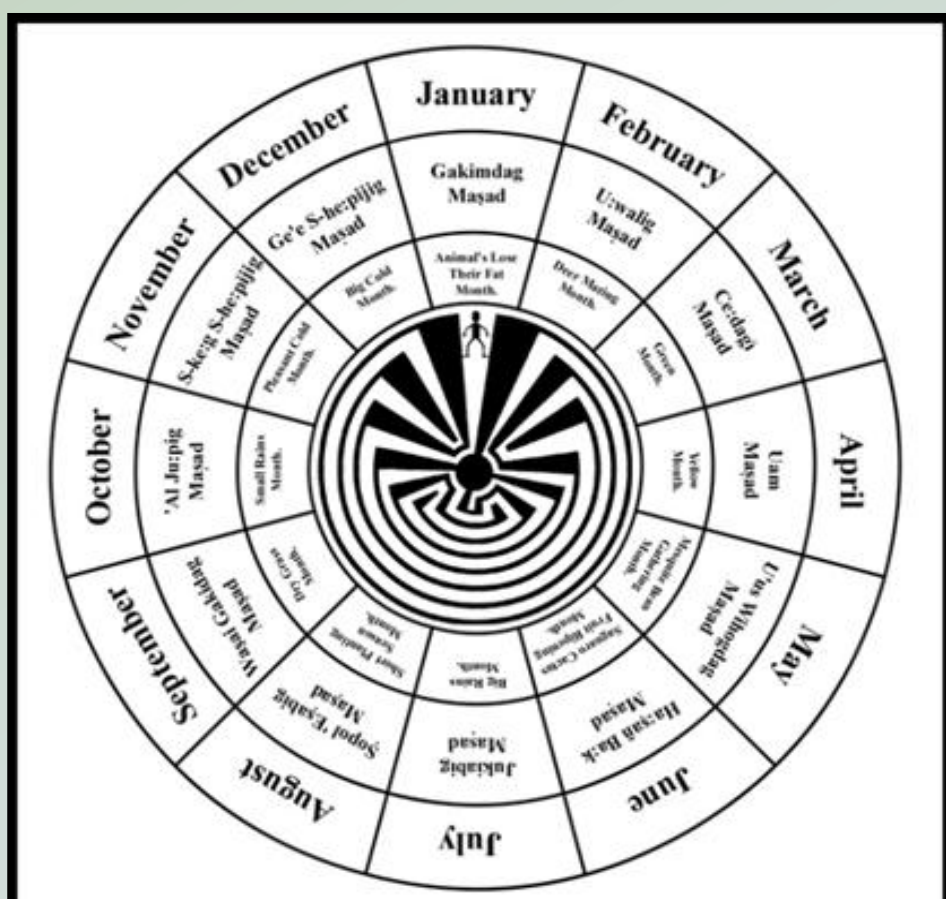 January
Gakimdag
Maṣad
Animal's Lose
Their Fat
Month.
February
U:walig
Maṣad
Deer Mating
Month.
March
Ce:dagi
Maṣad
Green
Month.
April
Uam
Maṣad
Yellow
Month.
May
U'us Wihogdag
Maṣad
Mesquite Bean
Gathering
Month.
June
Ha:ṣañ Ba:k
Maṣad
Saguaro Cactus
Fruit Ripening
Month.
July
Jukiabig
Maṣad
Big Rains
Month.
August
Ṣopol 'Eṣabig
Maṣad
Short Planting
Season
Month.
September
Waṣai Gakidag
Maṣad
Dry Grass
Month.
October
'Al Ju:pig
Maṣad
Small Rains
Month.
November
S-ke:g S-he:pijig
Maṣad
Pleasant Cold
Month.
December
Ge'e S-he:pijig
Maṣad
Big Cold
Month.